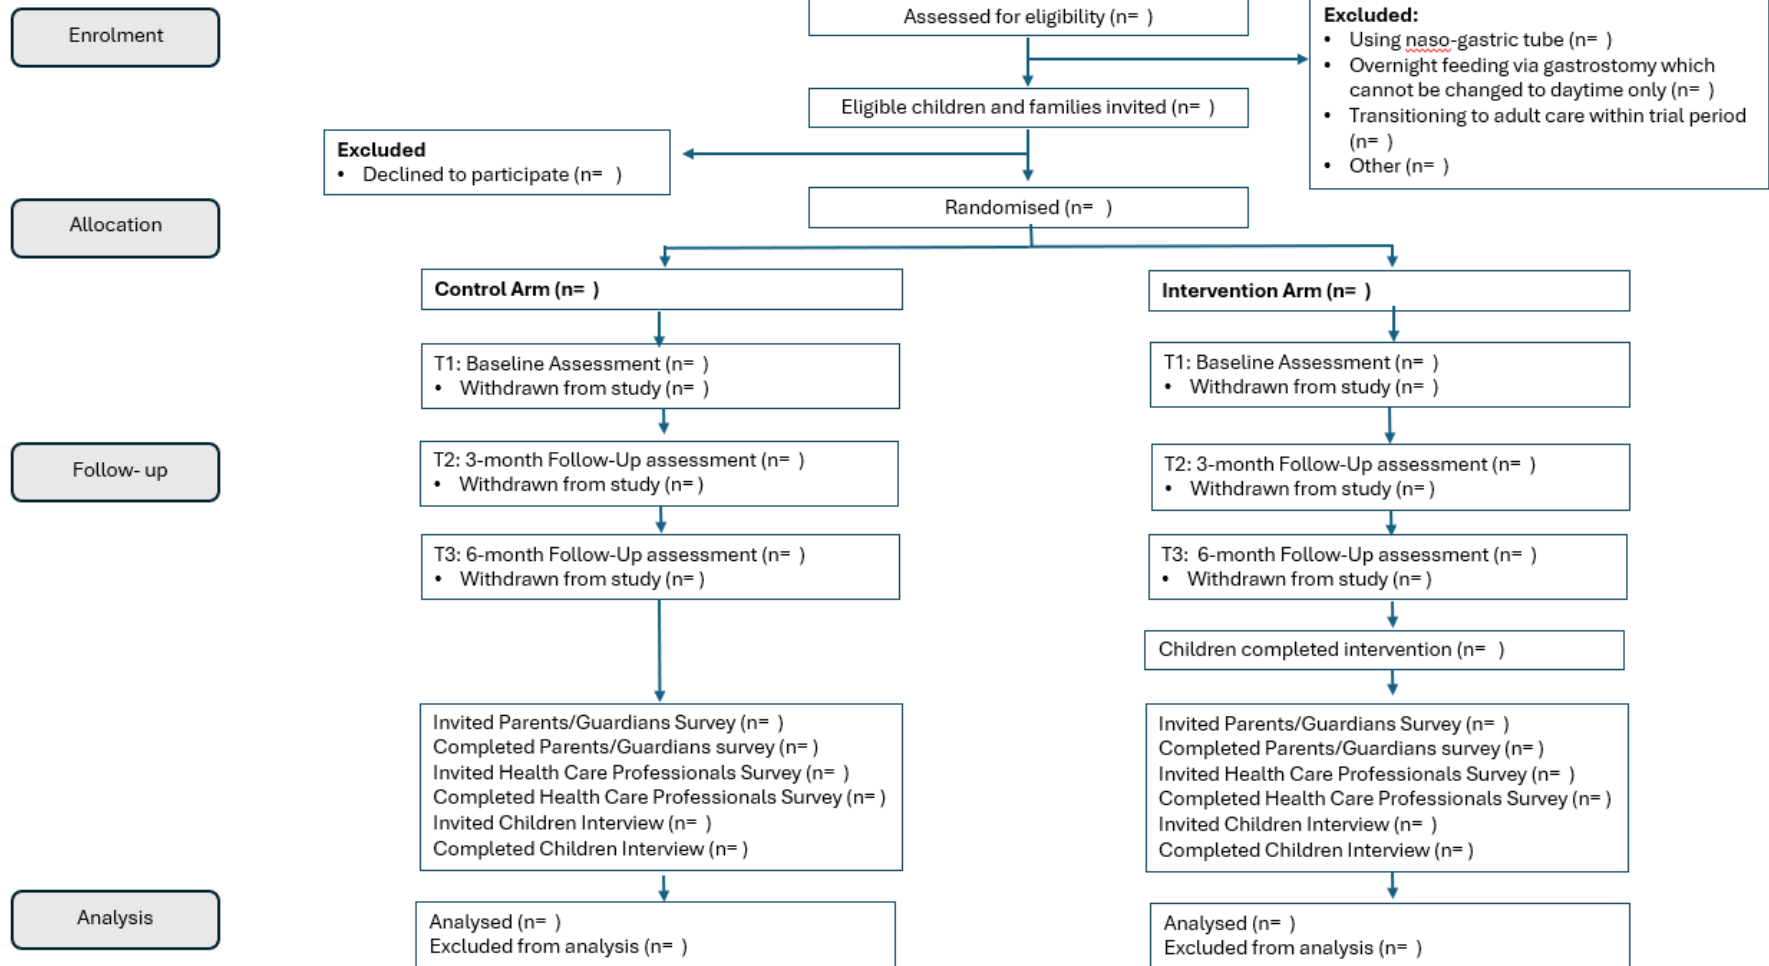 Enrolment
Assessed for eligibility (n=  )
Excluded:
• Using naso-gastric tube (n=  )
• Overnight feeding via gastrostomy which
cannot be changed to daytime only (n=  )
• Transitioning to adult care within trial period
(n=  )
• Other (n=  )
Eligible children and families invited (n=  )
Excluded
• Declined to participate (n=   )
Allocation
Randomised (n=   )
Control Arm (n=  )
Intervention Arm (n=  )
T1: Baseline Assessment (n=  )
• Withdrawn from study (n=  )
T1: Baseline Assessment (n=  )
• Withdrawn from study (n=  )
Follow- up
T2: 3-month Follow-Up assessment (n=  )
• Withdrawn from study (n= )
T2: 3-month Follow-Up assessment (n=  )
• Withdrawn from study (n= )
T3: 6-month Follow-Up assessment (n=  )
• Withdrawn from study (n= )
T3:  6-month Follow-Up assessment (n=  )
• Withdrawn from study (n= )
Children completed intervention (n=   )
Invited Parents/Guardians Survey (n=  )
Completed Parents/Guardians survey (n= )
Invited Health Care Professionals Survey (n=  )
Completed Health Care Professionals Survey (n= )
Invited Children Interview (n=  )
Completed Children Interview (n= )
Invited Parents/Guardians Survey (n=  )
Completed Parents/Guardians survey (n= )
Invited Health Care Professionals Survey (n=  )
Completed Health Care Professionals Survey (n= )
Invited Children Interview (n=  )
Completed Children Interview (n= )
Analysis
Analysed (n=  )
Excluded from analysis (n=  )
Analysed (n=  )
Excluded from analysis (n=  )